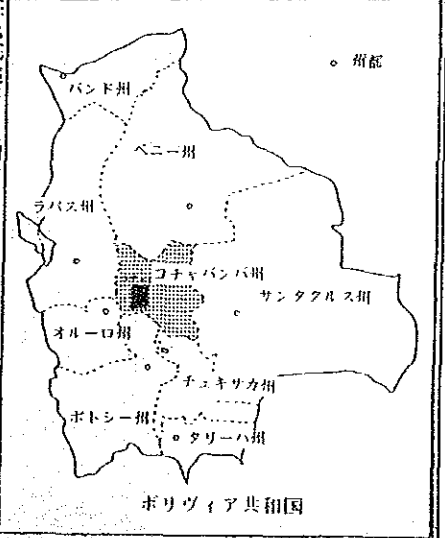 ○ 州都
パンド州
ベニー州
ラパス州
コチャバンバ州
サンタクルス州
オルーロ州
チュキサカ州
ポトシー州
タリーハ州
ボリヴィア共和国